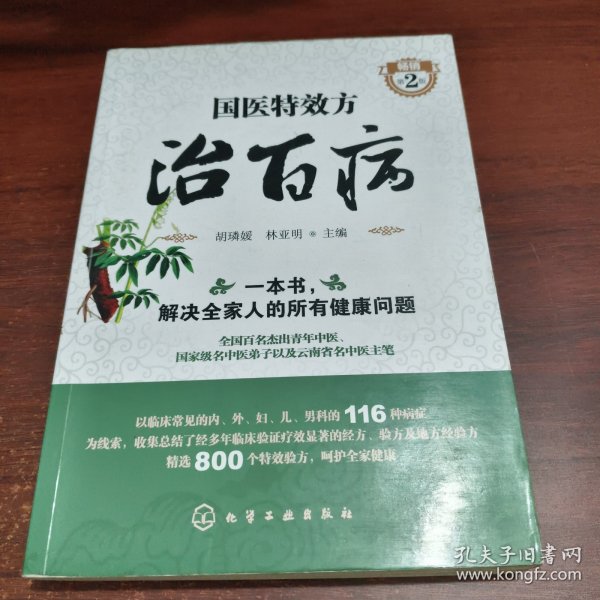 畅销
第2版
国医特效方
治百病
胡璘媛 林亚明 主编
一本书，
解决全家人的所有健康问题
全国百名杰出青年中医、
国家级名中医弟子以及云南省名中医主笔
以临床常见的内、外、妇、儿、男科的116种病症
为线索，收集总结了经多年临床验证疗效显著的经方、验方及地方经验方
精选800个特效验方，呵护全家健康
化学工业出版社
孔夫子旧书网
www.kongfz.com